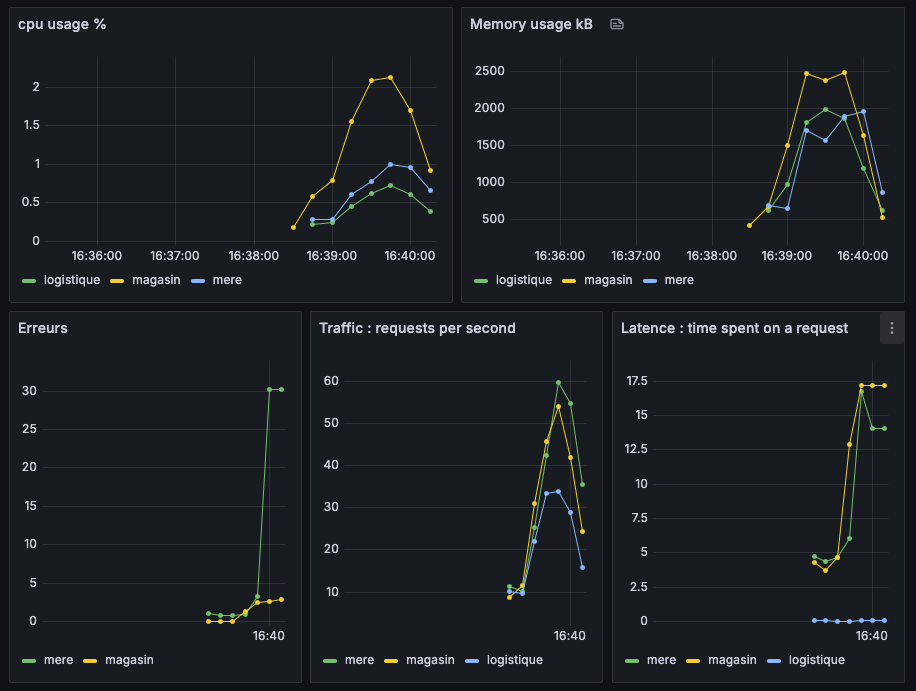 cpu usage %
2
1.5
1
0.5
0
16:36:00 16:37:00 16:38:00 16:39:00 16:40:00
logistique magasin mere
Memory usage kB
2500
2000
1500
1000
500
16:36:00 16:37:00 16:38:00 16:39:00 16:40:00
logistique magasin mere
Erreurs
30
25
20
15
10
5
0
16:40
mere magasin
Traffic : requests per second
60
50
40
30
20
10
16:40
mere magasin logistique
Latence : time spent on a request
17.5
15
12.5
10
7.5
5
2.5
0
16:40
mere magasin logistique